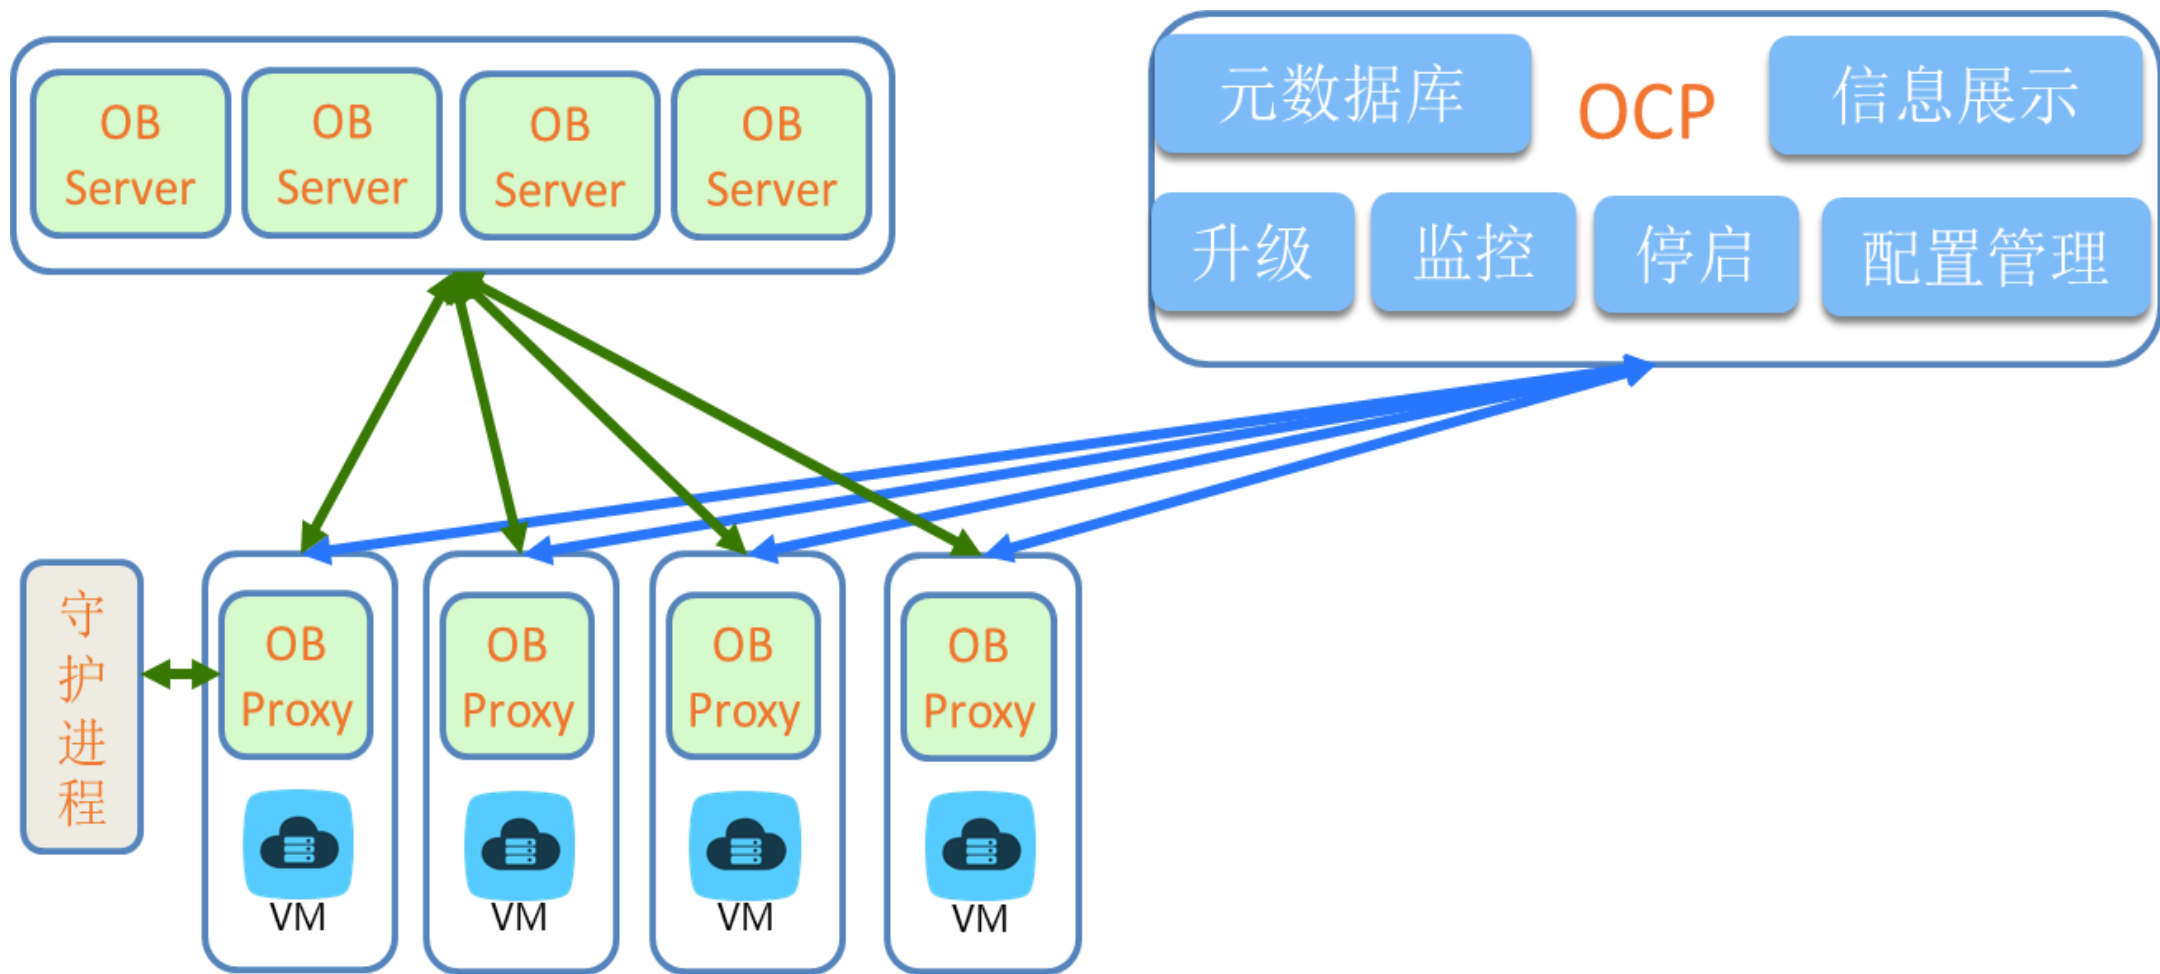 OB
Server
OB
Server
OB
Server
OB
Server
元数据库
OCP
信息展示
升级
监控
停启
配置管理
守
护
进
程
OB
Proxy
VM
OB
Proxy
VM
OB
Proxy
VM
OB
Proxy
VM